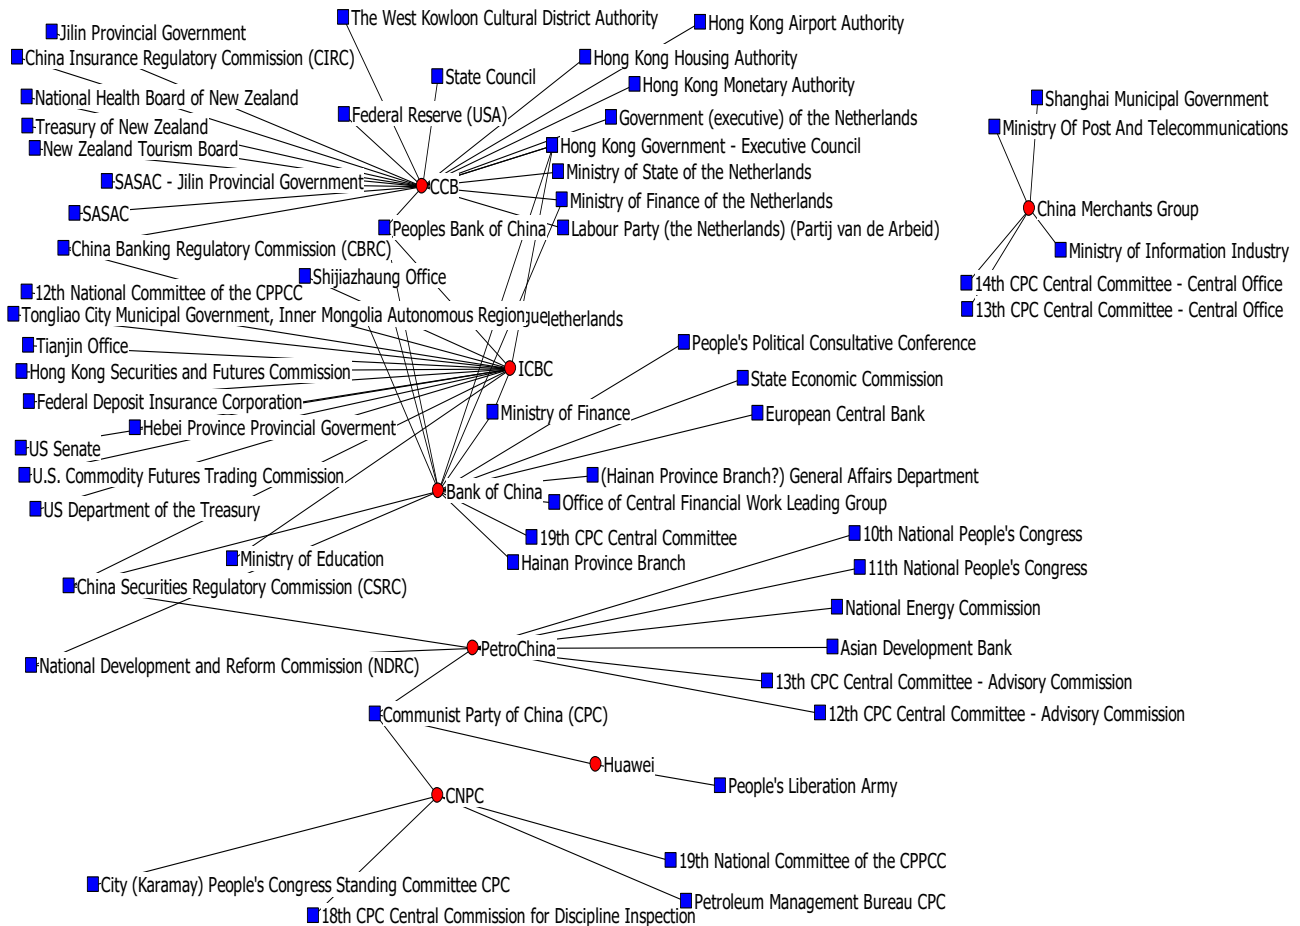 The West Kowloon Cultural District Authority
Hong Kong Airport Authority
Jilin Provincial Government
China Insurance Regulatory Commission (CIRC)
Hong Kong Housing Authority
State Council
Hong Kong Monetary Authority
National Health Board of New Zealand
Shanghai Municipal Government
Federal Reserve (USA)
Government (executive) of the Netherlands
Treasury of New Zealand
Ministry Of Post And Telecommunications
New Zealand Tourism Board
Hong Kong Government - Executive Council
Ministry of State of the Netherlands
SASAC - Jilin Provincial Government
CCB
Ministry of Finance of the Netherlands
SASAC
China Merchants Group
Peoples Bank of China
Labour Party (the Netherlands) (Partij van de Arbeid)
China Banking Regulatory Commission (CBRC)
Ministry of Information Industry
Shijiazhaung Office
14th CPC Central Committee - Central Office
12th National Committee of the CPPCC
13th CPC Central Committee - Central Office
Tongliao City Municipal Government, Inner Mongolia Autonomous Region
Tianjin Office
People's Political Consultative Conference
Hong Kong Securities and Futures Commission
ICBC
State Economic Commission
Federal Deposit Insurance Corporation
Ministry of Finance
European Central Bank
Hebei Province Provincial Goverment
US Senate
U.S. Commodity Futures Trading Commission
(Hainan Province Branch?) General Affairs Department
Bank of China
Office of Central Financial Work Leading Group
US Department of the Treasury
19th CPC Central Committee
10th National People's Congress
Ministry of Education
Hainan Province Branch
11th National People's Congress
China Securities Regulatory Commission (CSRC)
National Energy Commission
PetroChina
Asian Development Bank
National Development and Reform Commission (NDRC)
13th CPC Central Committee - Advisory Commission
Communist Party of China (CPC)
12th CPC Central Committee - Advisory Commission
Huawei
People's Liberation Army
CNPC
19th National Committee of the CPPCC
City (Karamay) People's Congress Standing Committee CPC
Petroleum Management Bureau CPC
18th CPC Central Commission for Discipline Inspection